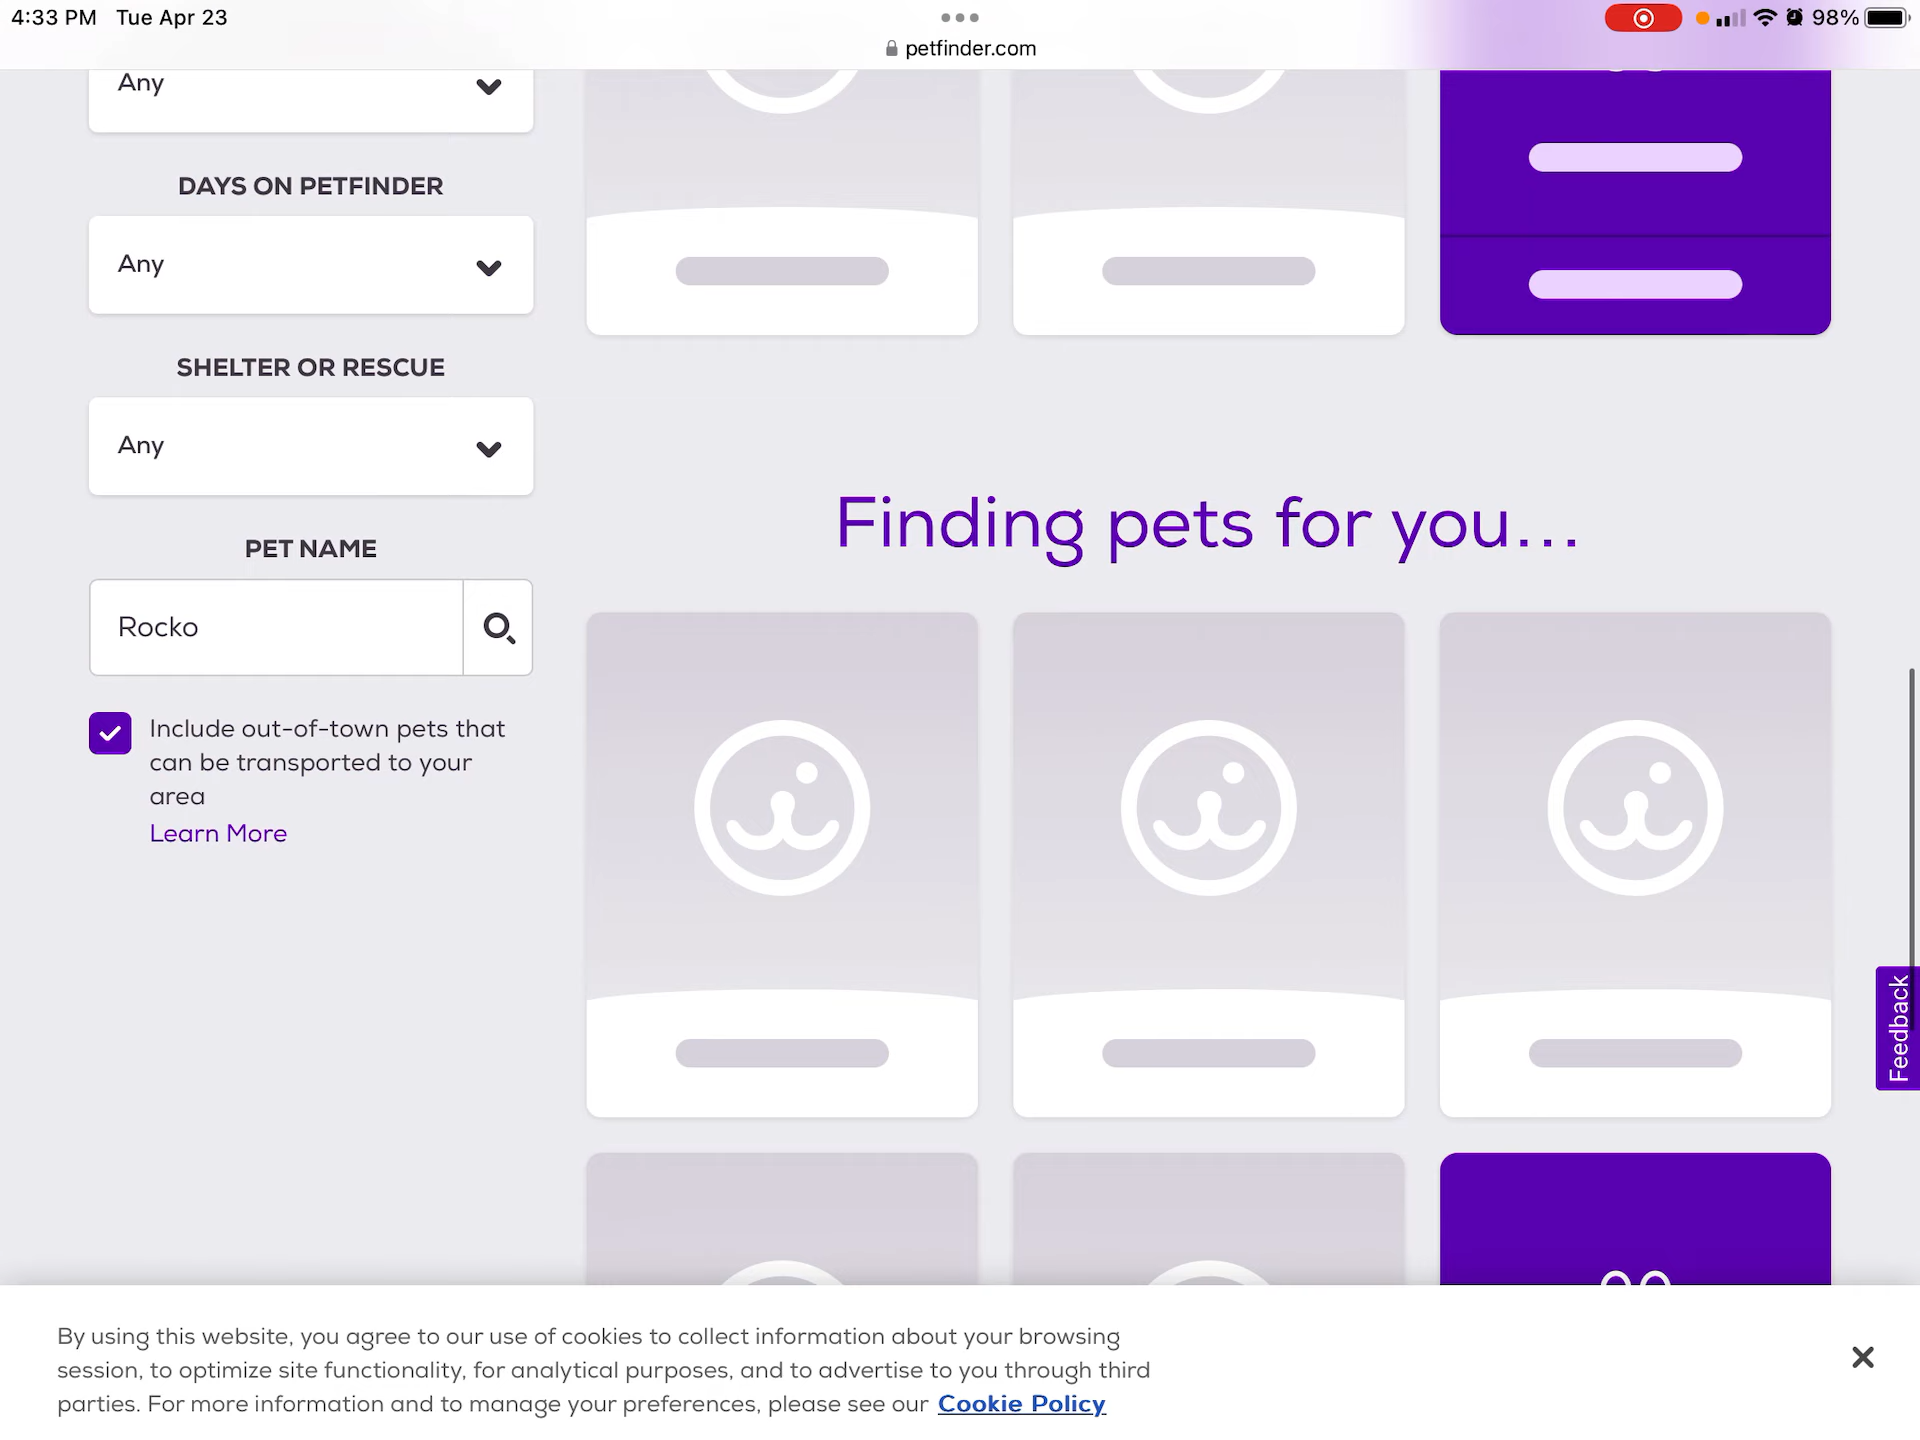 4:33 PM Tue Apr 23
98%
petfinder.com
Any
DAYS ON PETFINDER
Any
SHELTER OR RESCUE
Any
PET NAME
Rocko
Include out-of-town pets that
can be transported to your
area
Learn More
Finding pets for you...
Feedback
By using this website, you agree to our use of cookies to collect information about your browsing
session, to optimize site functionality, for analytical purposes, and to advertise to you through third
parties. For more information and to manage your preferences, please see our Cookie Policy